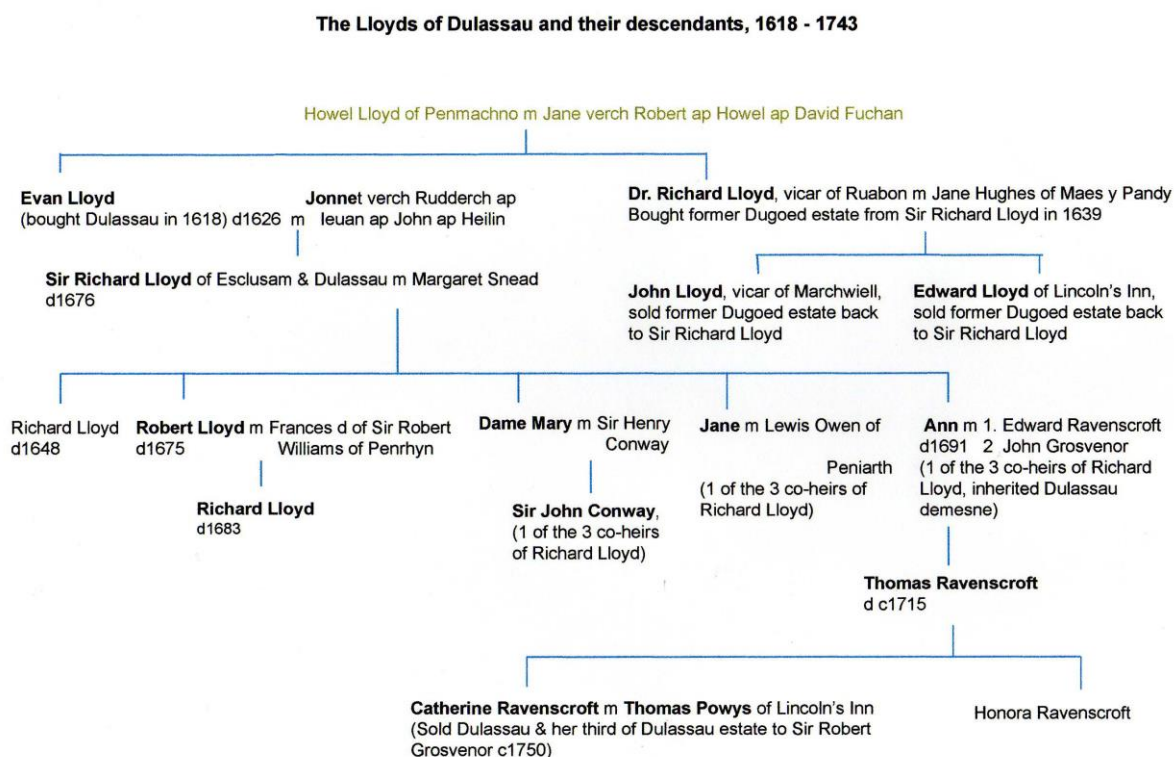 The Lloyds of Dulassau and their descendants, 1618 - 1743
Howel Lloyd of Penmachno m Jane verch Robert ap Howel ap David Fuchan
Evan Lloyd
(bought Dulassau in 1618) d1626 m
Jonnet verch Rudderch ap
Ieuan ap John ap Heilin
Dr. Richard Lloyd, vicar of Ruabon m Jane Hughes of Maes y Pandy
Bought former Dugoed estate from Sir Richard Lloyd in 1639
Sir Richard Lloyd of Esclusam & Dulassau m Margaret Snead
d1676
John Lloyd, vicar of Marchwiell,
sold former Dugoed estate back
to Sir Richard Lloyd
Edward Lloyd of Lincoln's Inn,
sold former Dugoed estate back
to Sir Richard Lloyd
Richard Lloyd
d1648
Robert Lloyd m Frances d of Sir Robert
d1675 Williams of Penrhyn
Richard Lloyd
d1683
Dame Mary m Sir Henry
Conway
Sir John Conway,
(1 of the 3 co-heirs
of Richard Lloyd)
Jane m Lewis Owen of
Peniarth
(1 of the 3 co-heirs of
Richard Lloyd)
Ann m 1. Edward Ravenscroft
d1691 2 John Grosvenor
(1 of the 3 co-heirs of Richard
Lloyd, inherited Dulassau
demesne)
Thomas Ravenscroft
d c1715
Catherine Ravenscroft m Thomas Powys of Lincoln's Inn
(Sold Dulassau & her third of Dulassau estate to Sir Robert
Grosvenor c1750)
Honora Ravenscroft